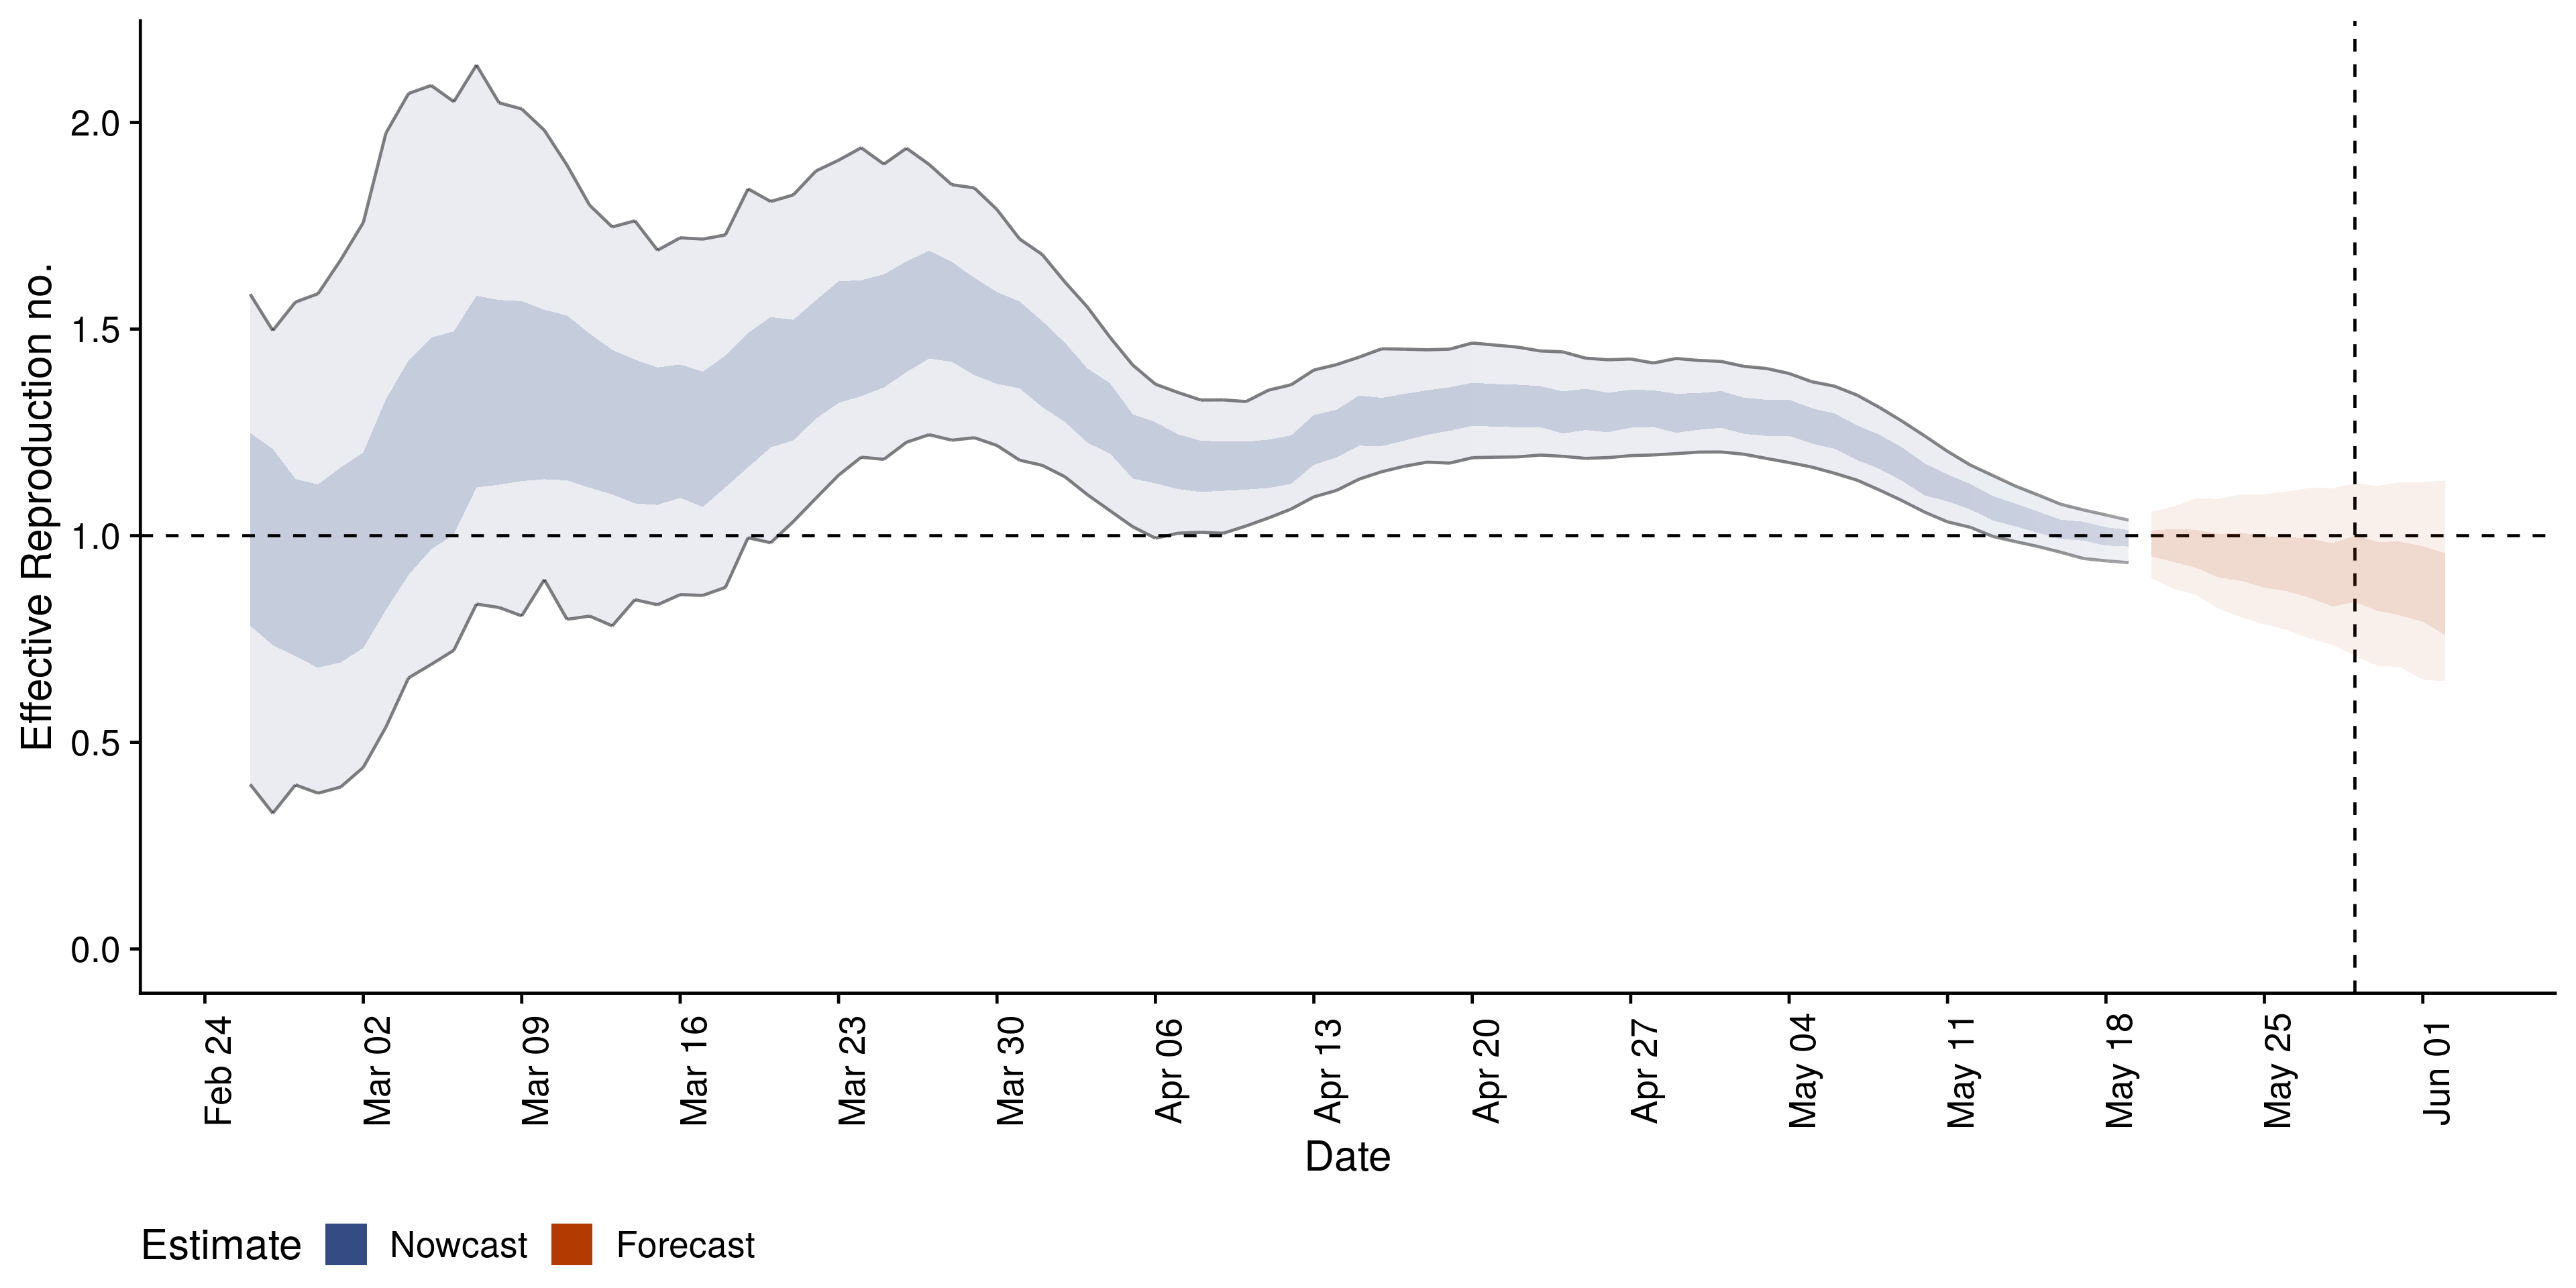 Effective Reproduction no.
2.0
1.5
1.0
0.5
0.0
Feb 24
Mar 02
Mar 09
Mar 16
Mar 23
Mar 30
Apr 06
Apr 13
Apr 20
Apr 27
May 04
May 11
May 18
May 25
Jun 01
Date
Estimate Nowcast Forecast